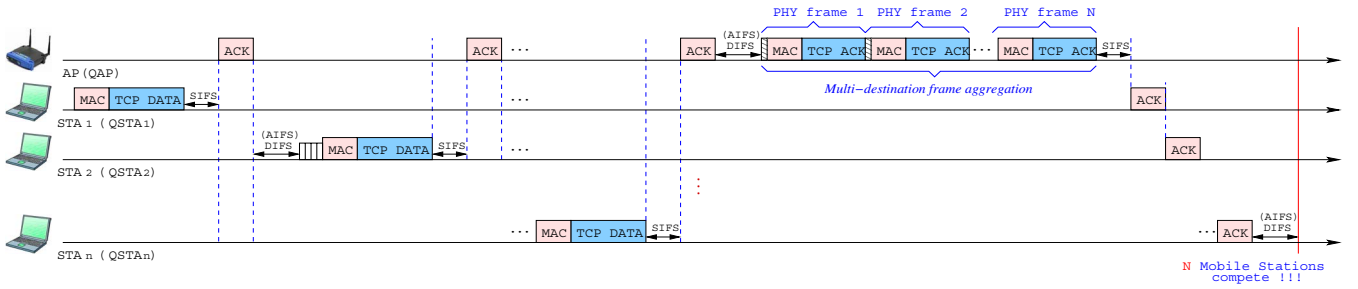 PHY frame 1 PHY frame 2 PHY frame N
ACK ACK ... ACK (AIFS) DIFS MAC TCP ACK MAC TCP ACK ... MAC TCP ACK SIFS
AP (QAP)
Multi-destination frame aggregation
MAC TCP DATA SIFS ... ACK
STA 1 (QSTA1)
(AIFS)
DIFS MAC TCP DATA SIFS ... ACK
STA 2 (QSTA2)
... MAC TCP DATA SIFS ... ACK (AIFS) DIFS
STA n (QSTAn)
N Mobile Stations
compete !!!